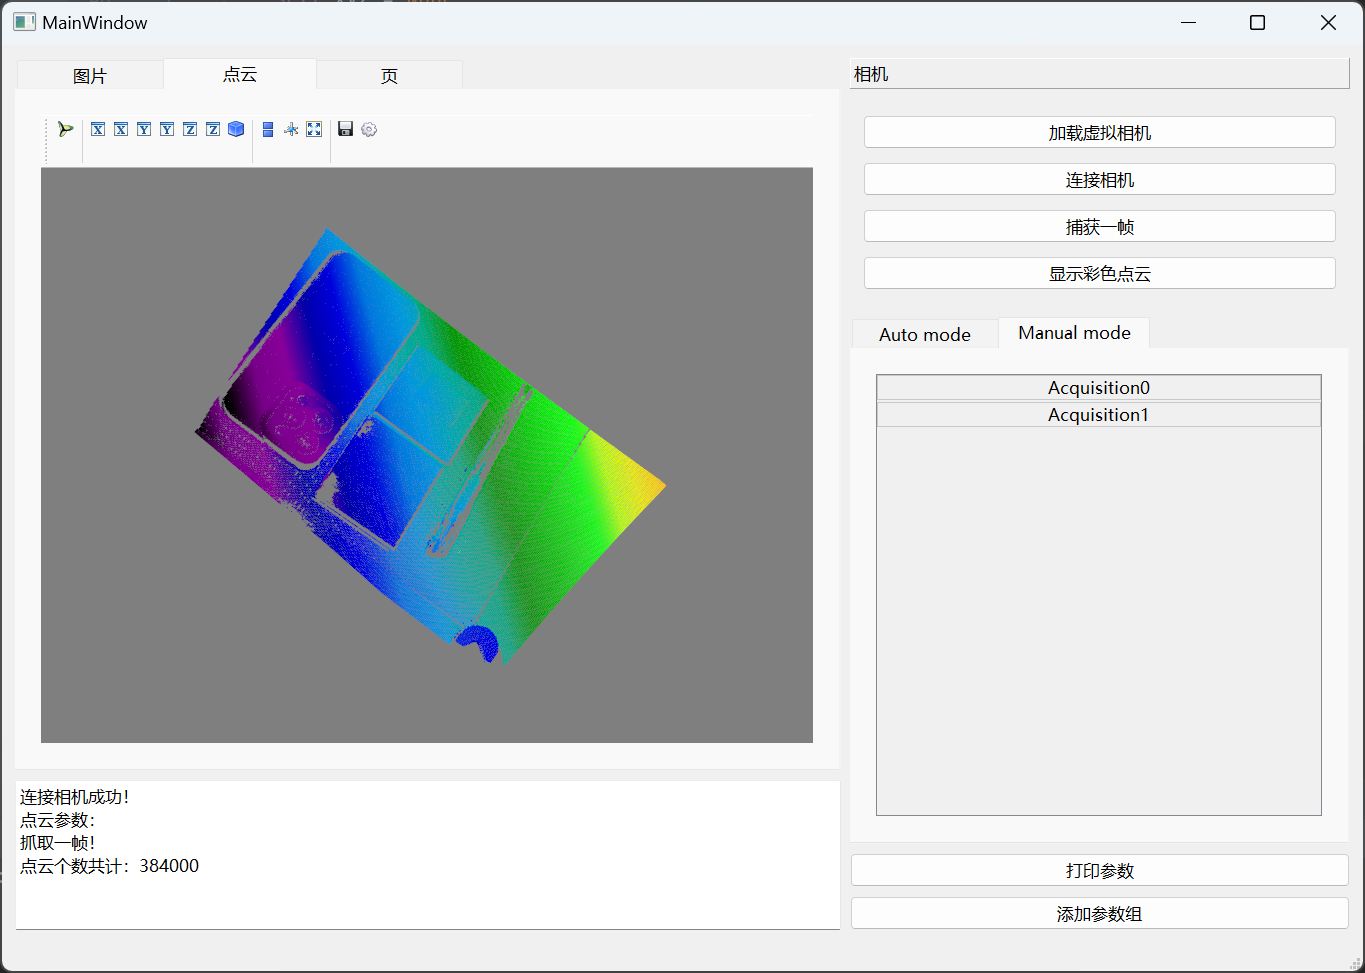 MainWindow
图片
点云
页
X
X
Y
Y
Z
Z
连接相机成功！
点云参数：
抓取一帧！
点云个数共计：384000
相机
加载虚拟相机
连接相机
捕获一帧
显示彩色点云
Auto mode
Manual mode
Acquisition0
Acquisition1
打印参数
添加参数组